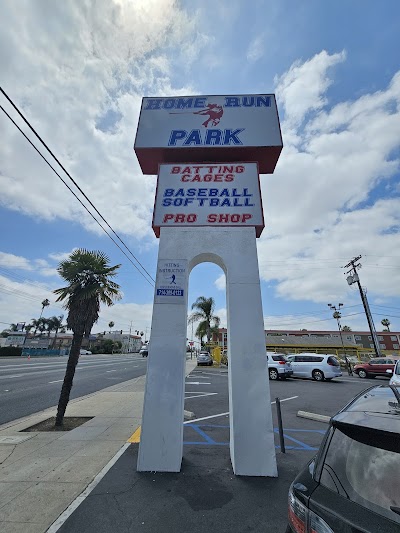 HOME RUN
PARK
BATTING
CAGES
BASEBALL
SOFTBALL
PRO SHOP